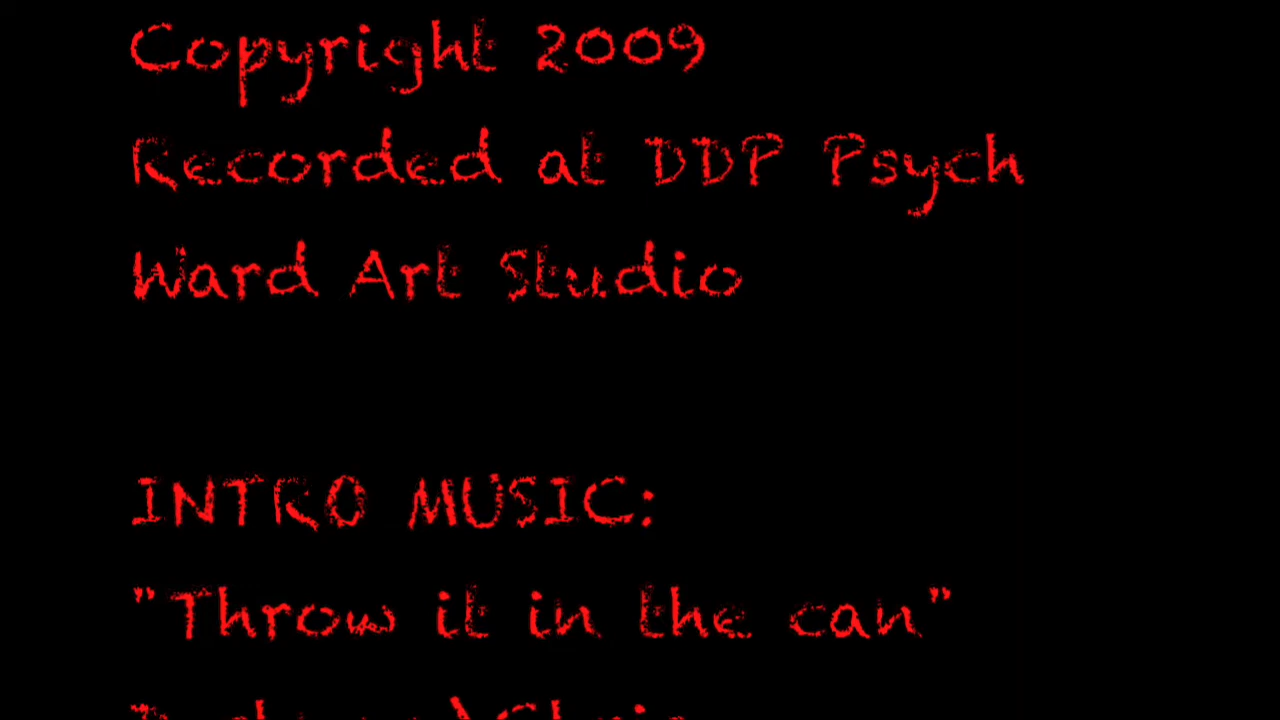 Copyright 2009
Recorded at DDP Psych
Ward Art Studio
INTRO MUSIC:
"Throw it in the can"